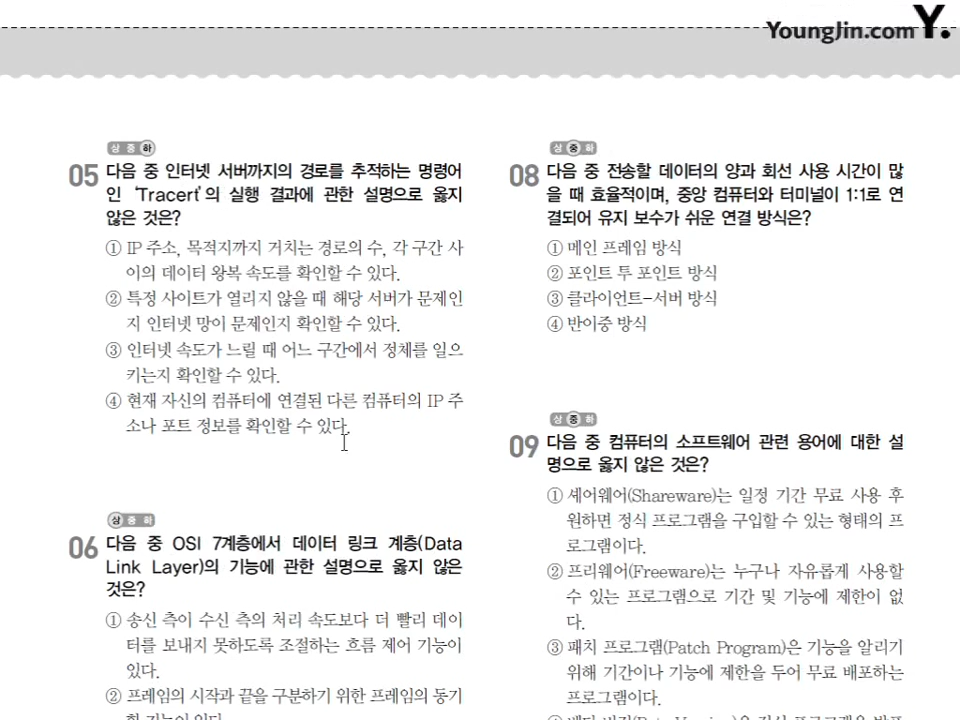 YoungJin.com Y.
상 중 하
05 다음 중 인터넷 서버까지의 경로를 추적하는 명령어
인 'Tracert'의 실행 결과에 관한 설명으로 옳지
않은 것은?
① IP 주소, 목적지까지 거치는 경로의 수, 각 구간 사
이의 데이터 왕복 속도를 확인할 수 있다.
② 특정 사이트가 열리지 않을 때 해당 서버가 문제인
지 인터넷 망이 문제인지 확인할 수 있다.
③ 인터넷 속도가 느릴 때 어느 구간에서 정체를 일으
키는지 확인할 수 있다.
④ 현재 자신의 컴퓨터에 연결된 다른 컴퓨터의 IP 주
소나 포트 정보를 확인할 수 있다.
상 중 하
06 다음 중 OSI 7계층에서 데이터 링크 계층(Data
Link Layer)의 기능에 관한 설명으로 옳지 않은
것은?
① 송신 측이 수신 측의 처리 속도보다 더 빨리 데이
터를 보내지 못하도록 조절하는 흐름 제어 기능이
있다.
② 프레임의 시작과 끝을 구분하기 위한 프레임의 동기
화 기능이 있다.
상 중 하
08 다음 중 전송할 데이터의 양과 회선 사용 시간이 많
을 때 효율적이며, 중앙 컴퓨터와 터미널이 1:1로 연
결되어 유지 보수가 쉬운 연결 방식은?
① 메인 프레임 방식
② 포인트 투 포인트 방식
③ 클라이언트-서버 방식
④ 반이중 방식
상 중 하
09 다음 중 컴퓨터의 소프트웨어 관련 용어에 대한 설
명으로 옳지 않은 것은?
① 셰어웨어(Shareware)는 일정 기간 무료 사용 후
원하면 정식 프로그램을 구입할 수 있는 형태의 프
로그램이다.
② 프리웨어(Freeware)는 누구나 자유롭게 사용할
수 있는 프로그램으로 기간 및 기능에 제한이 없
다.
③ 패치 프로그램(Patch Program)은 기능을 알리기
위해 기간이나 기능에 제한을 두어 무료 배포하는
프로그램이다.